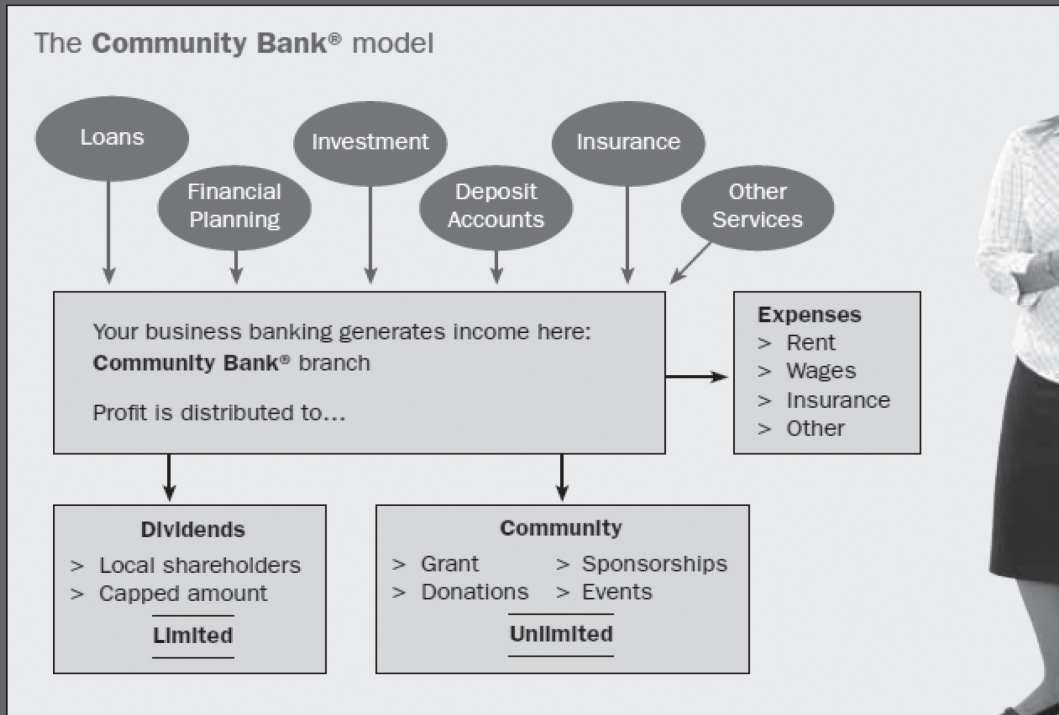 The Community Bank® model
Loans
Investment
Insurance
Financial
Planning
Deposit
Accounts
Other
Services
Your business banking generates income here:
Community Bank® branch
Profit is distributed to...
Expenses
> Rent
> Wages
> Insurance
> Other
Dividends
> Local shareholders
> Capped amount
Limited
Community
> Grant > Sponsorships
> Donations > Events
Unlimited